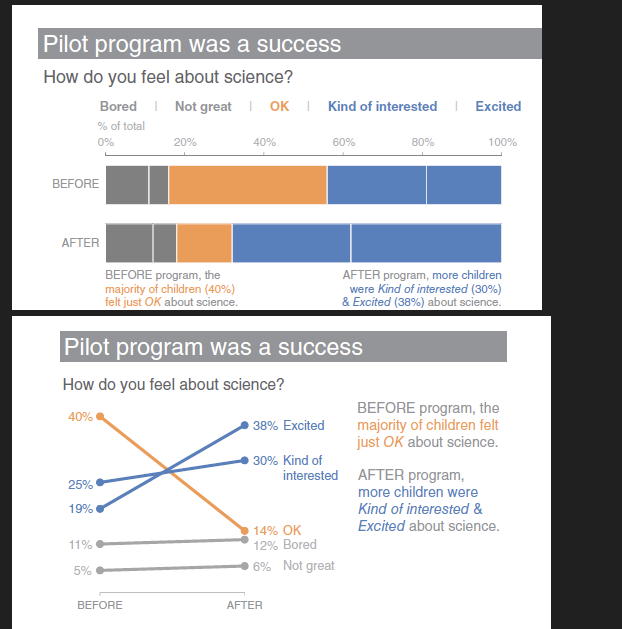 Pilot program was a success
How do you feel about science?
Bored | Not great | OK | Kind of interested | Excited
% of total
0% 20% 40% 60% 80% 100%
BEFORE
AFTER
BEFORE program, the
majority of children (40%)
felt just OK about science.
AFTER program, more children
were Kind of interested (30%)
& Excited (38%) about science.
Pilot program was a success
How do you feel about science?
40%
25%
19%
11%
5%
38% Excited
30% Kind of
interested
14% OK
12% Bored
6% Not great
BEFORE AFTER
BEFORE program, the
majority of children felt
just OK about science.
AFTER program,
more children were
Kind of interested &
Excited about science.